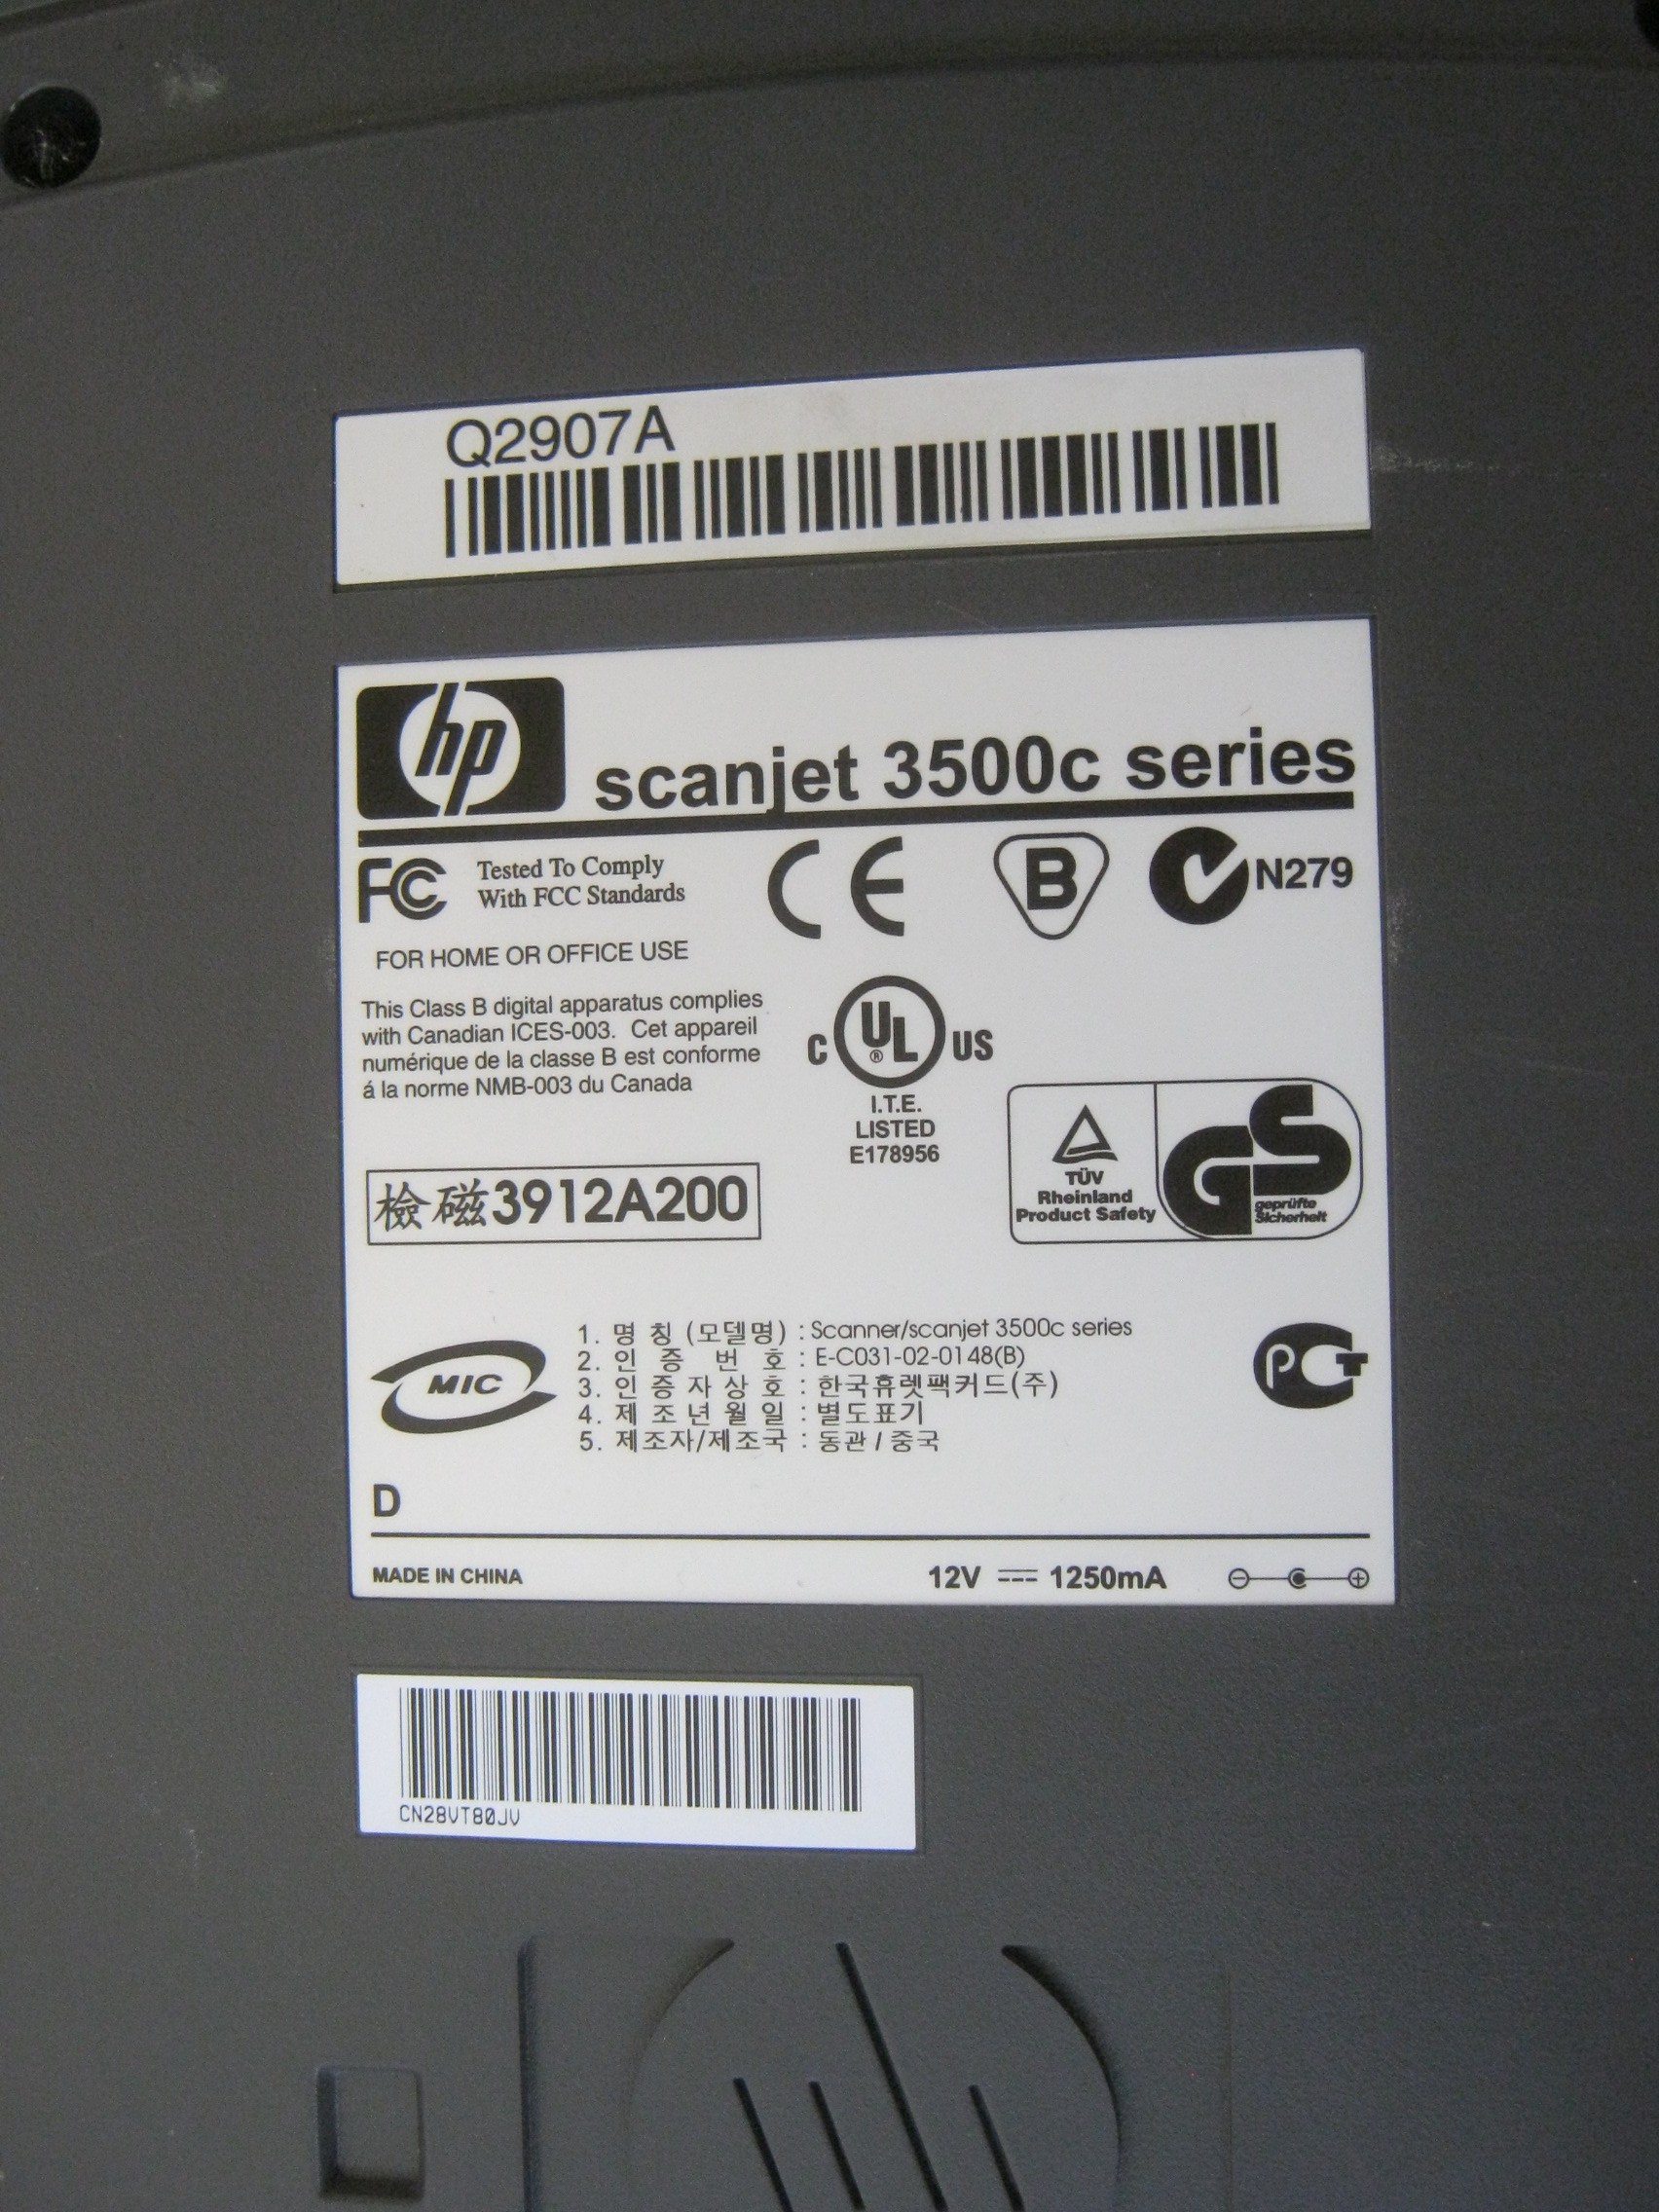 Q2907A
hp scanjet 3500c series
FC Tested To Comply
With FCC Standards
CE
B
N279
FOR HOME OR OFFICE USE
This Class B digital apparatus complies
with Canadian ICES-003. Cet appareil
numérique de la classe B est conforme
á la norme NMB-003 du Canada
C UL® US
I.T.E.
LISTED
E178956
TÜV
Rheinland
Product Safety
GS
geprüfte
Sicherheit
檢磁3912A200
MIC
1. 명 칭 (모델명) : Scanner/scanjet 3500c series
2. 인 증 번 호 : E-C031-02-0148(B)
3. 인 증 자 상 호 : 한국휴렛팩커드(주)
4. 제 조 년 월 일 : 별도표기
5. 제조자/제조국 : 동관 / 중국
PCT
D
MADE IN CHINA
12V 1250mA
CN28VT80JV